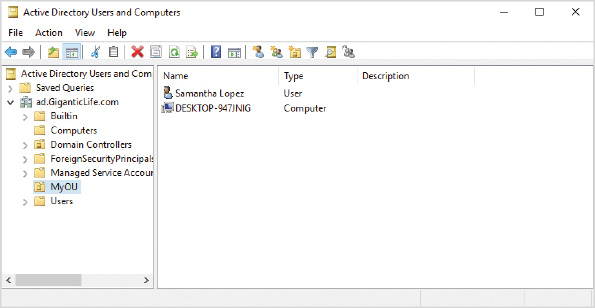 Active Directory Users and Computers
File Action View Help
Active Directory Users and Com
Saved Queries
ad.GiganticLife.com
Builtin
Computers
Domain Controllers
ForeignSecurityPrincipals
Managed Service Accour
MyOU
Users
Name Type Description
Samantha Lopez User
DESKTOP-947JNIG Computer